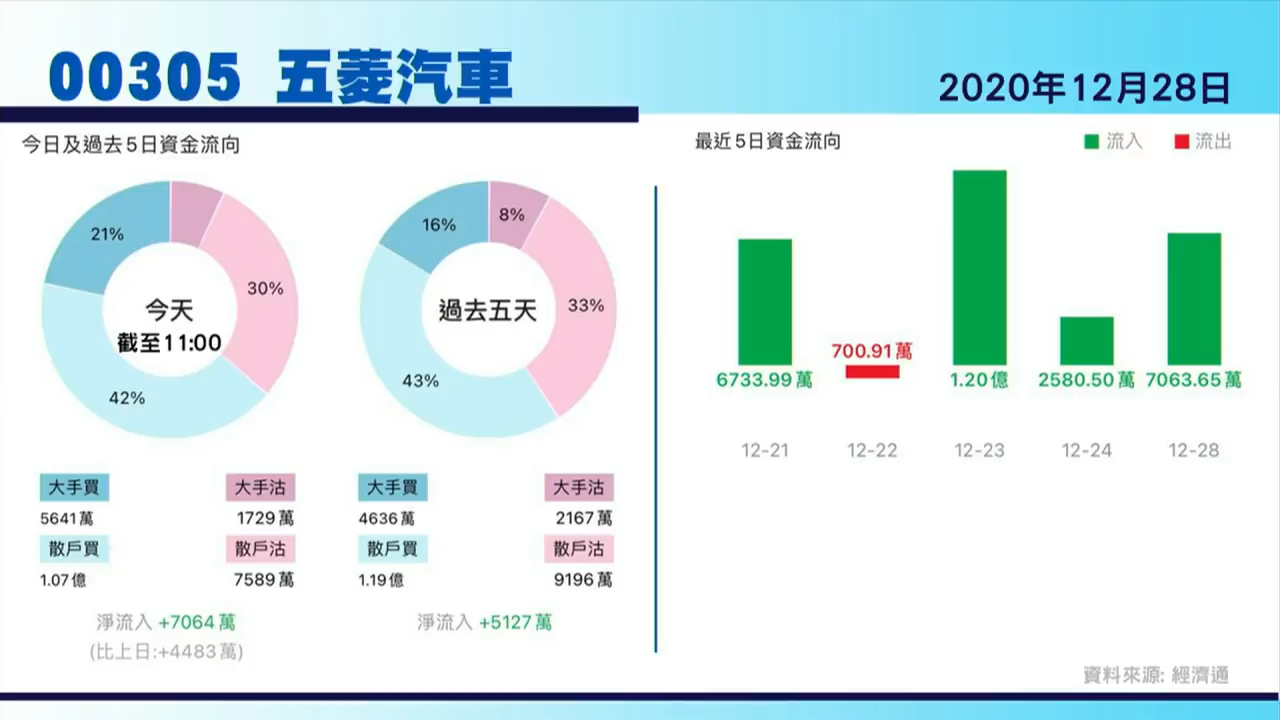 00305 五菱汽車
2020年12月28日
今日及過去5日資金流向
21%
30%
42%
今天
截至11:00
16%
8%
33%
43%
過去五天
大手買
大手沽
5641萬
1729萬
散戶買
散戶沽
1.07億
7589萬
淨流入 +7064萬
(比上日:+4483萬)
大手買
大手沽
4636萬
2167萬
散戶買
散戶沽
1.19億
9196萬
淨流入 +5127萬
最近5日資金流向
流入
流出
6733.99萬
700.91萬
1.20億
2580.50萬
7063.65萬
12-21
12-22
12-23
12-24
12-28
資料來源: 經濟通